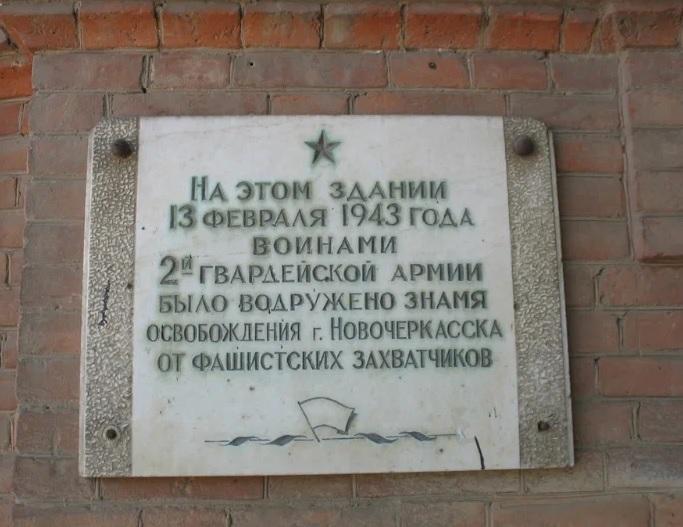 На этом здании
13 февраля 1943 года
воинами
2й гвардейской армии
было водружено знамя
освобождения г. Новочеркасска
от фашистских захватчиков